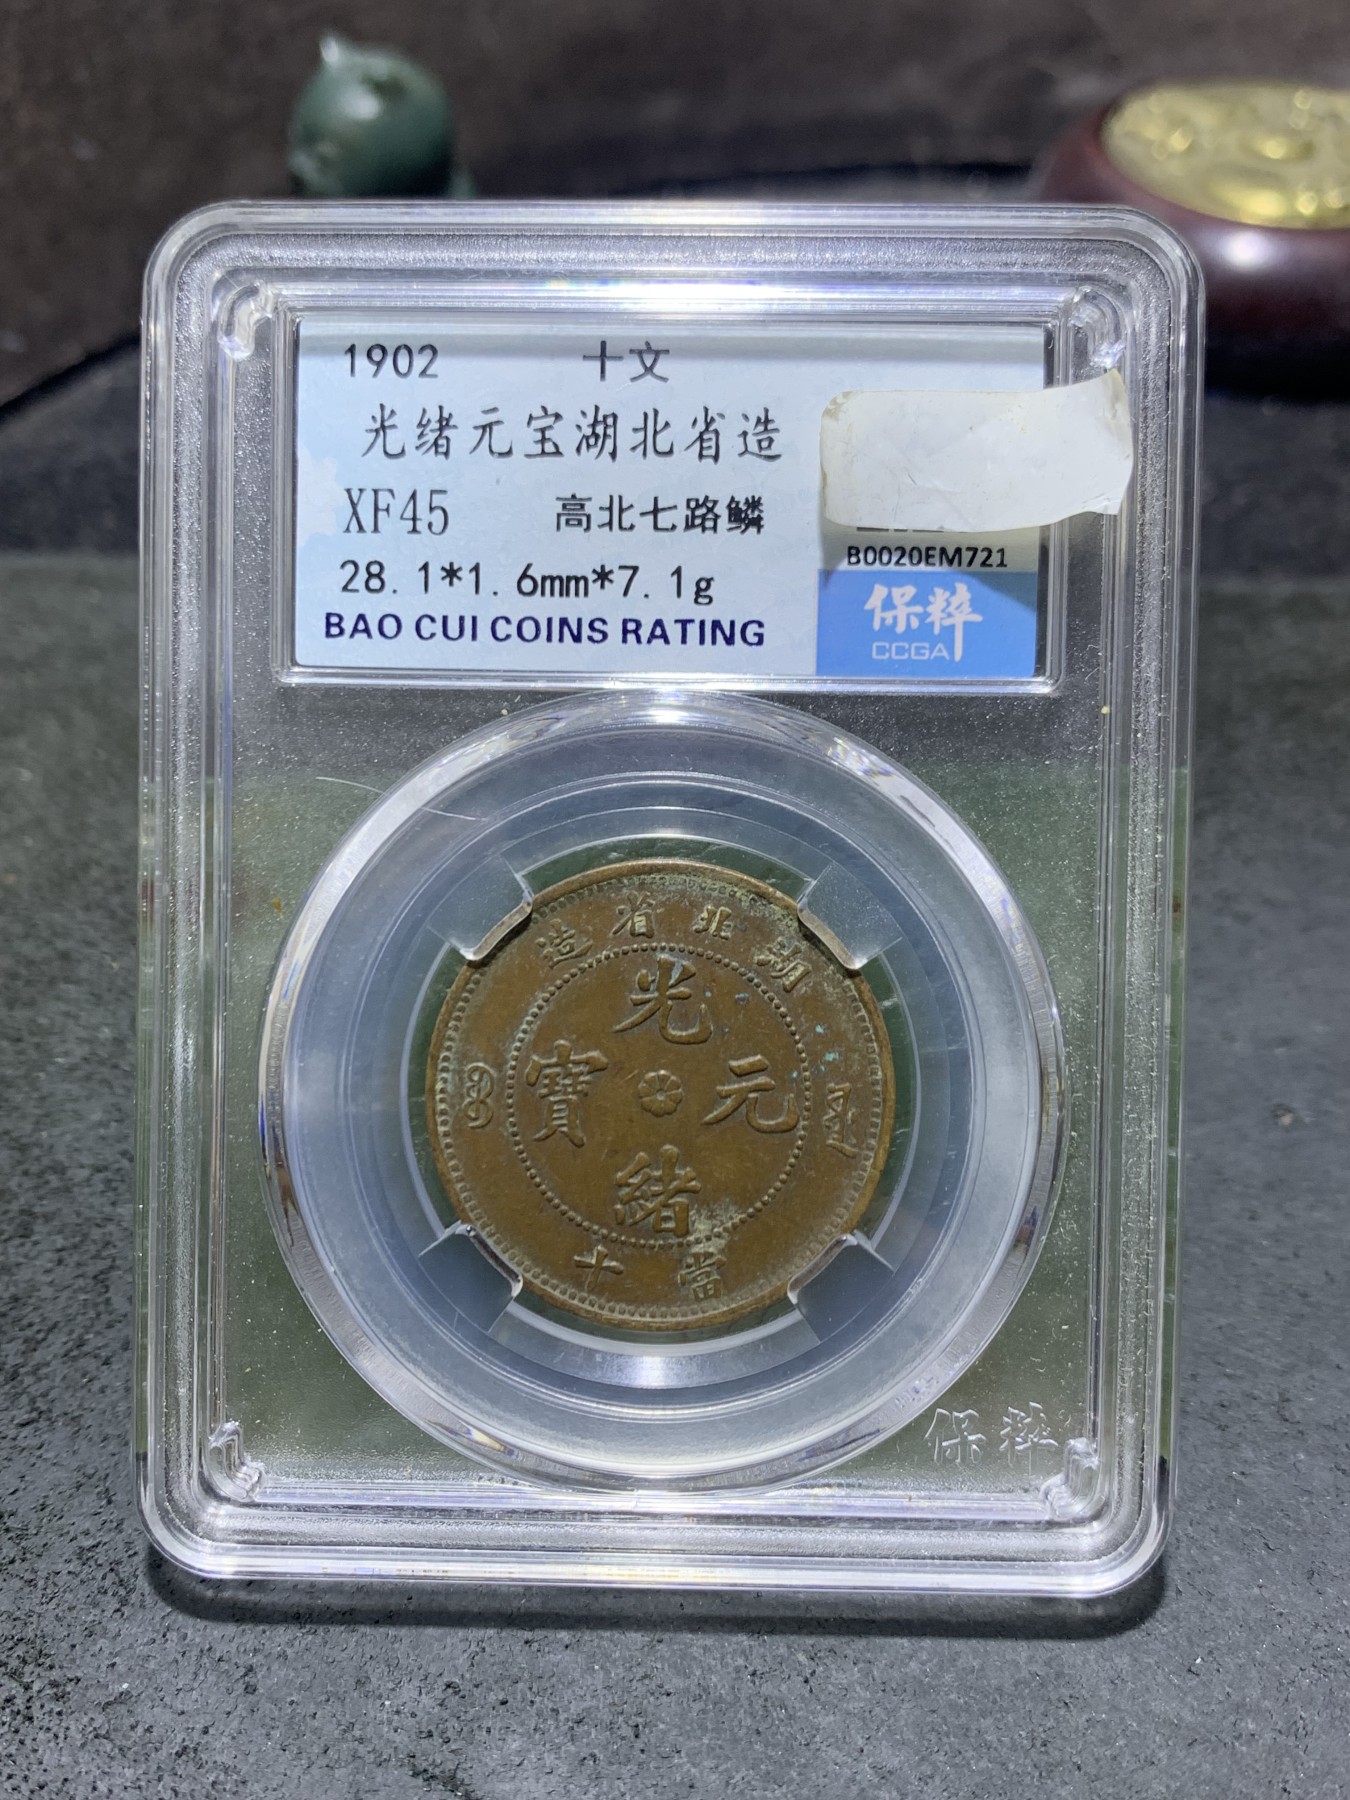 1902 十文
光绪元宝湖北省造
XF45 高北七路鳞
28.1*1.6mm*7.1g
BAO CUI COINS RATING
B0020EM721
保粹
CCGA
造省北湖
光
寶 元
緒
十當
保粹